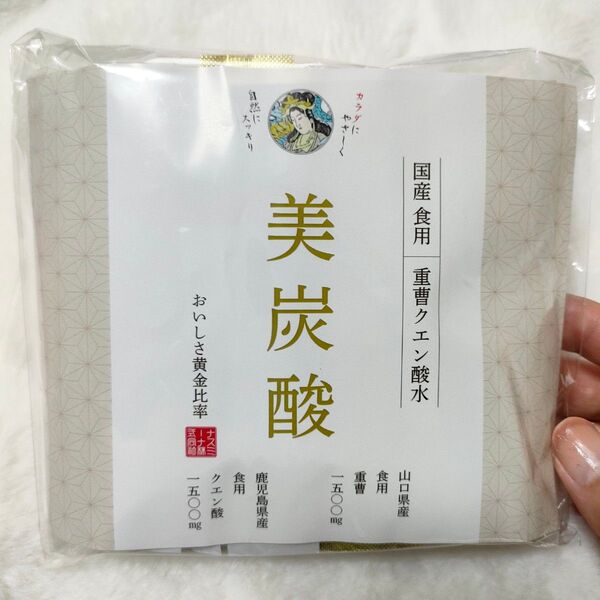 カラダに
やさしく
自然に
スッキリ
国産 食用 重曹クエン酸水
美炭酸
おいしさ黄金比率
山口県産
食用
重曹
一五〇〇mg
鹿児島県産
食用
クエン酸
一五〇〇mg